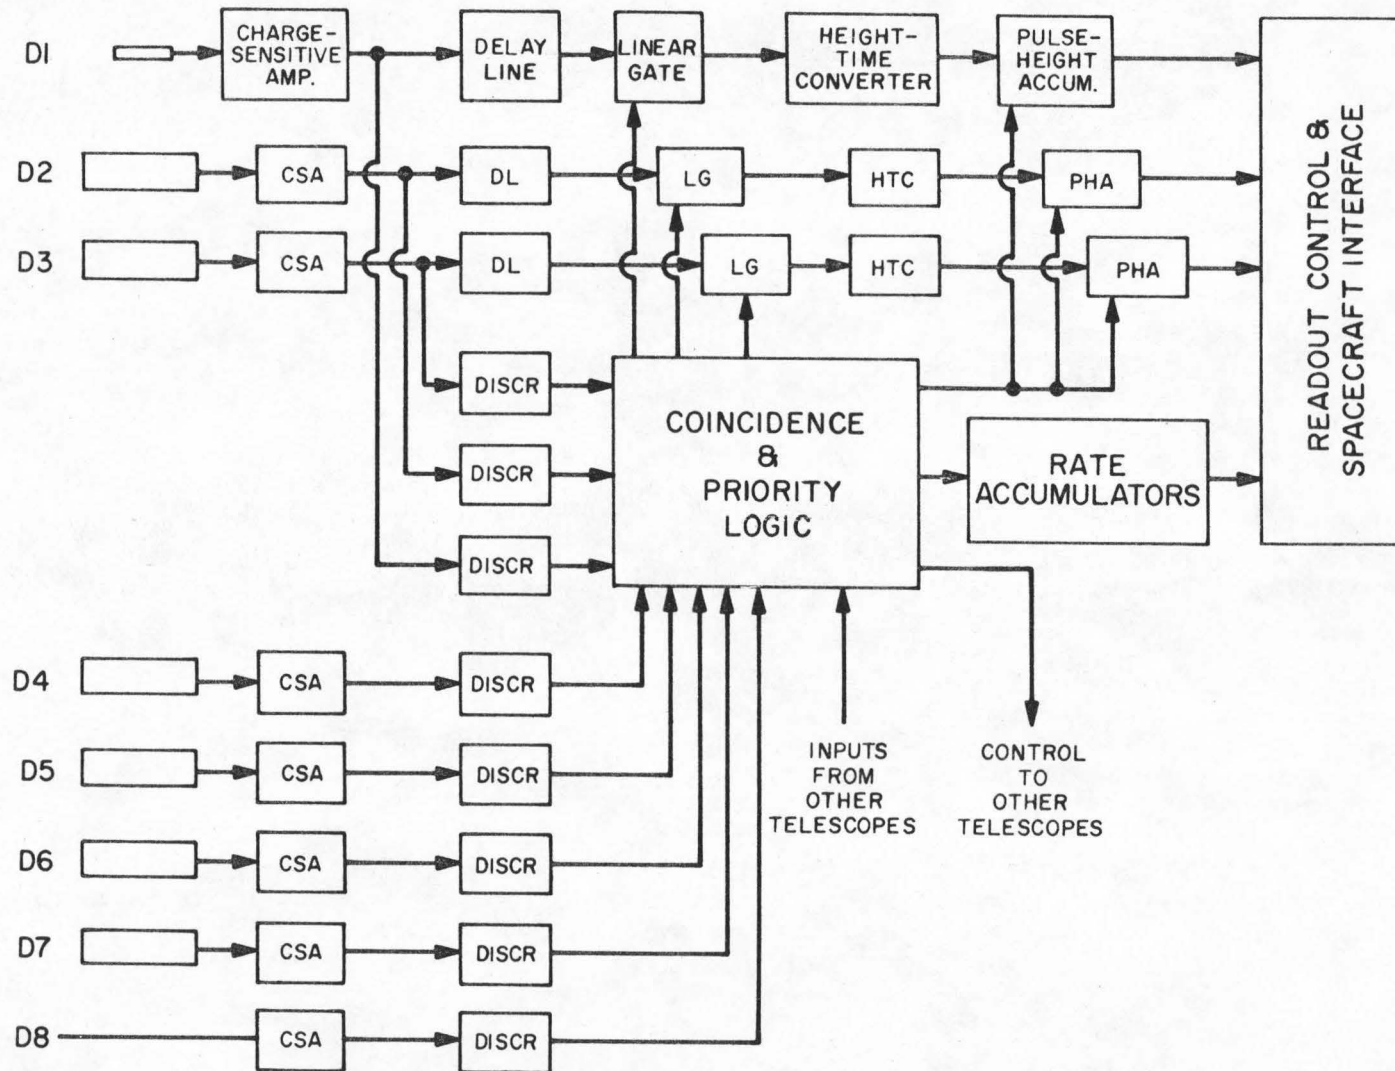 D1
CHARGE-
SENSITIVE
AMP.
DELAY
LINE
LINEAR
GATE
HEIGHT-
TIME
CONVERTER
PULSE-
HEIGHT
ACCUM.
READOUT CONTROL &
SPACECRAFT INTERFACE
D2
CSA
DL
LG
HTC
PHA
D3
CSA
DL
LG
HTC
PHA
DISCR
DISCR
DISCR
COINCIDENCE
&
PRIORITY
LOGIC
RATE
ACCUMULATORS
D4
CSA
DISCR
D5
CSA
DISCR
INPUTS
FROM
OTHER
TELESCOPES
CONTROL
TO
OTHER
TELESCOPES
D6
CSA
DISCR
D7
CSA
DISCR
D8
CSA
DISCR